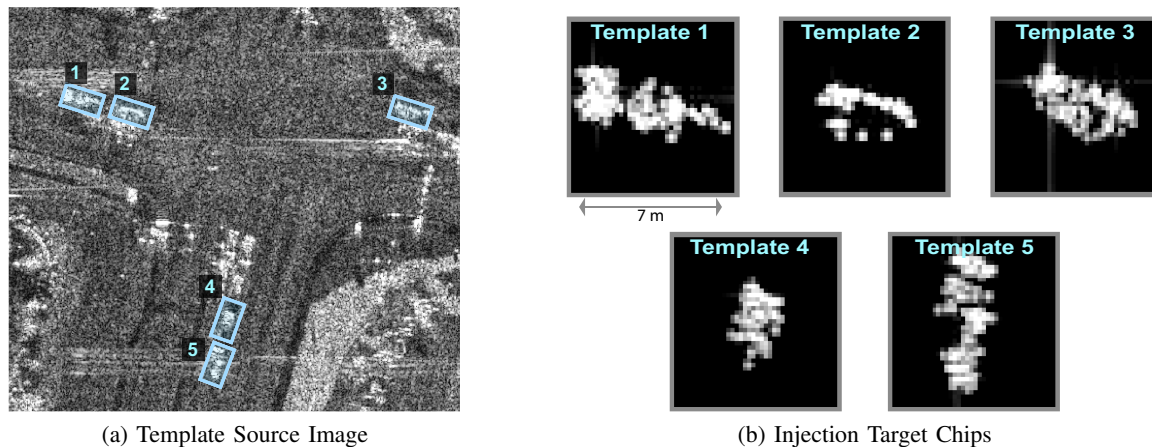 1
2
3
4
5
Template 1
Template 2
Template 3
7 m
Template 4
Template 5
(a) Template Source Image
(b) Injection Target Chips